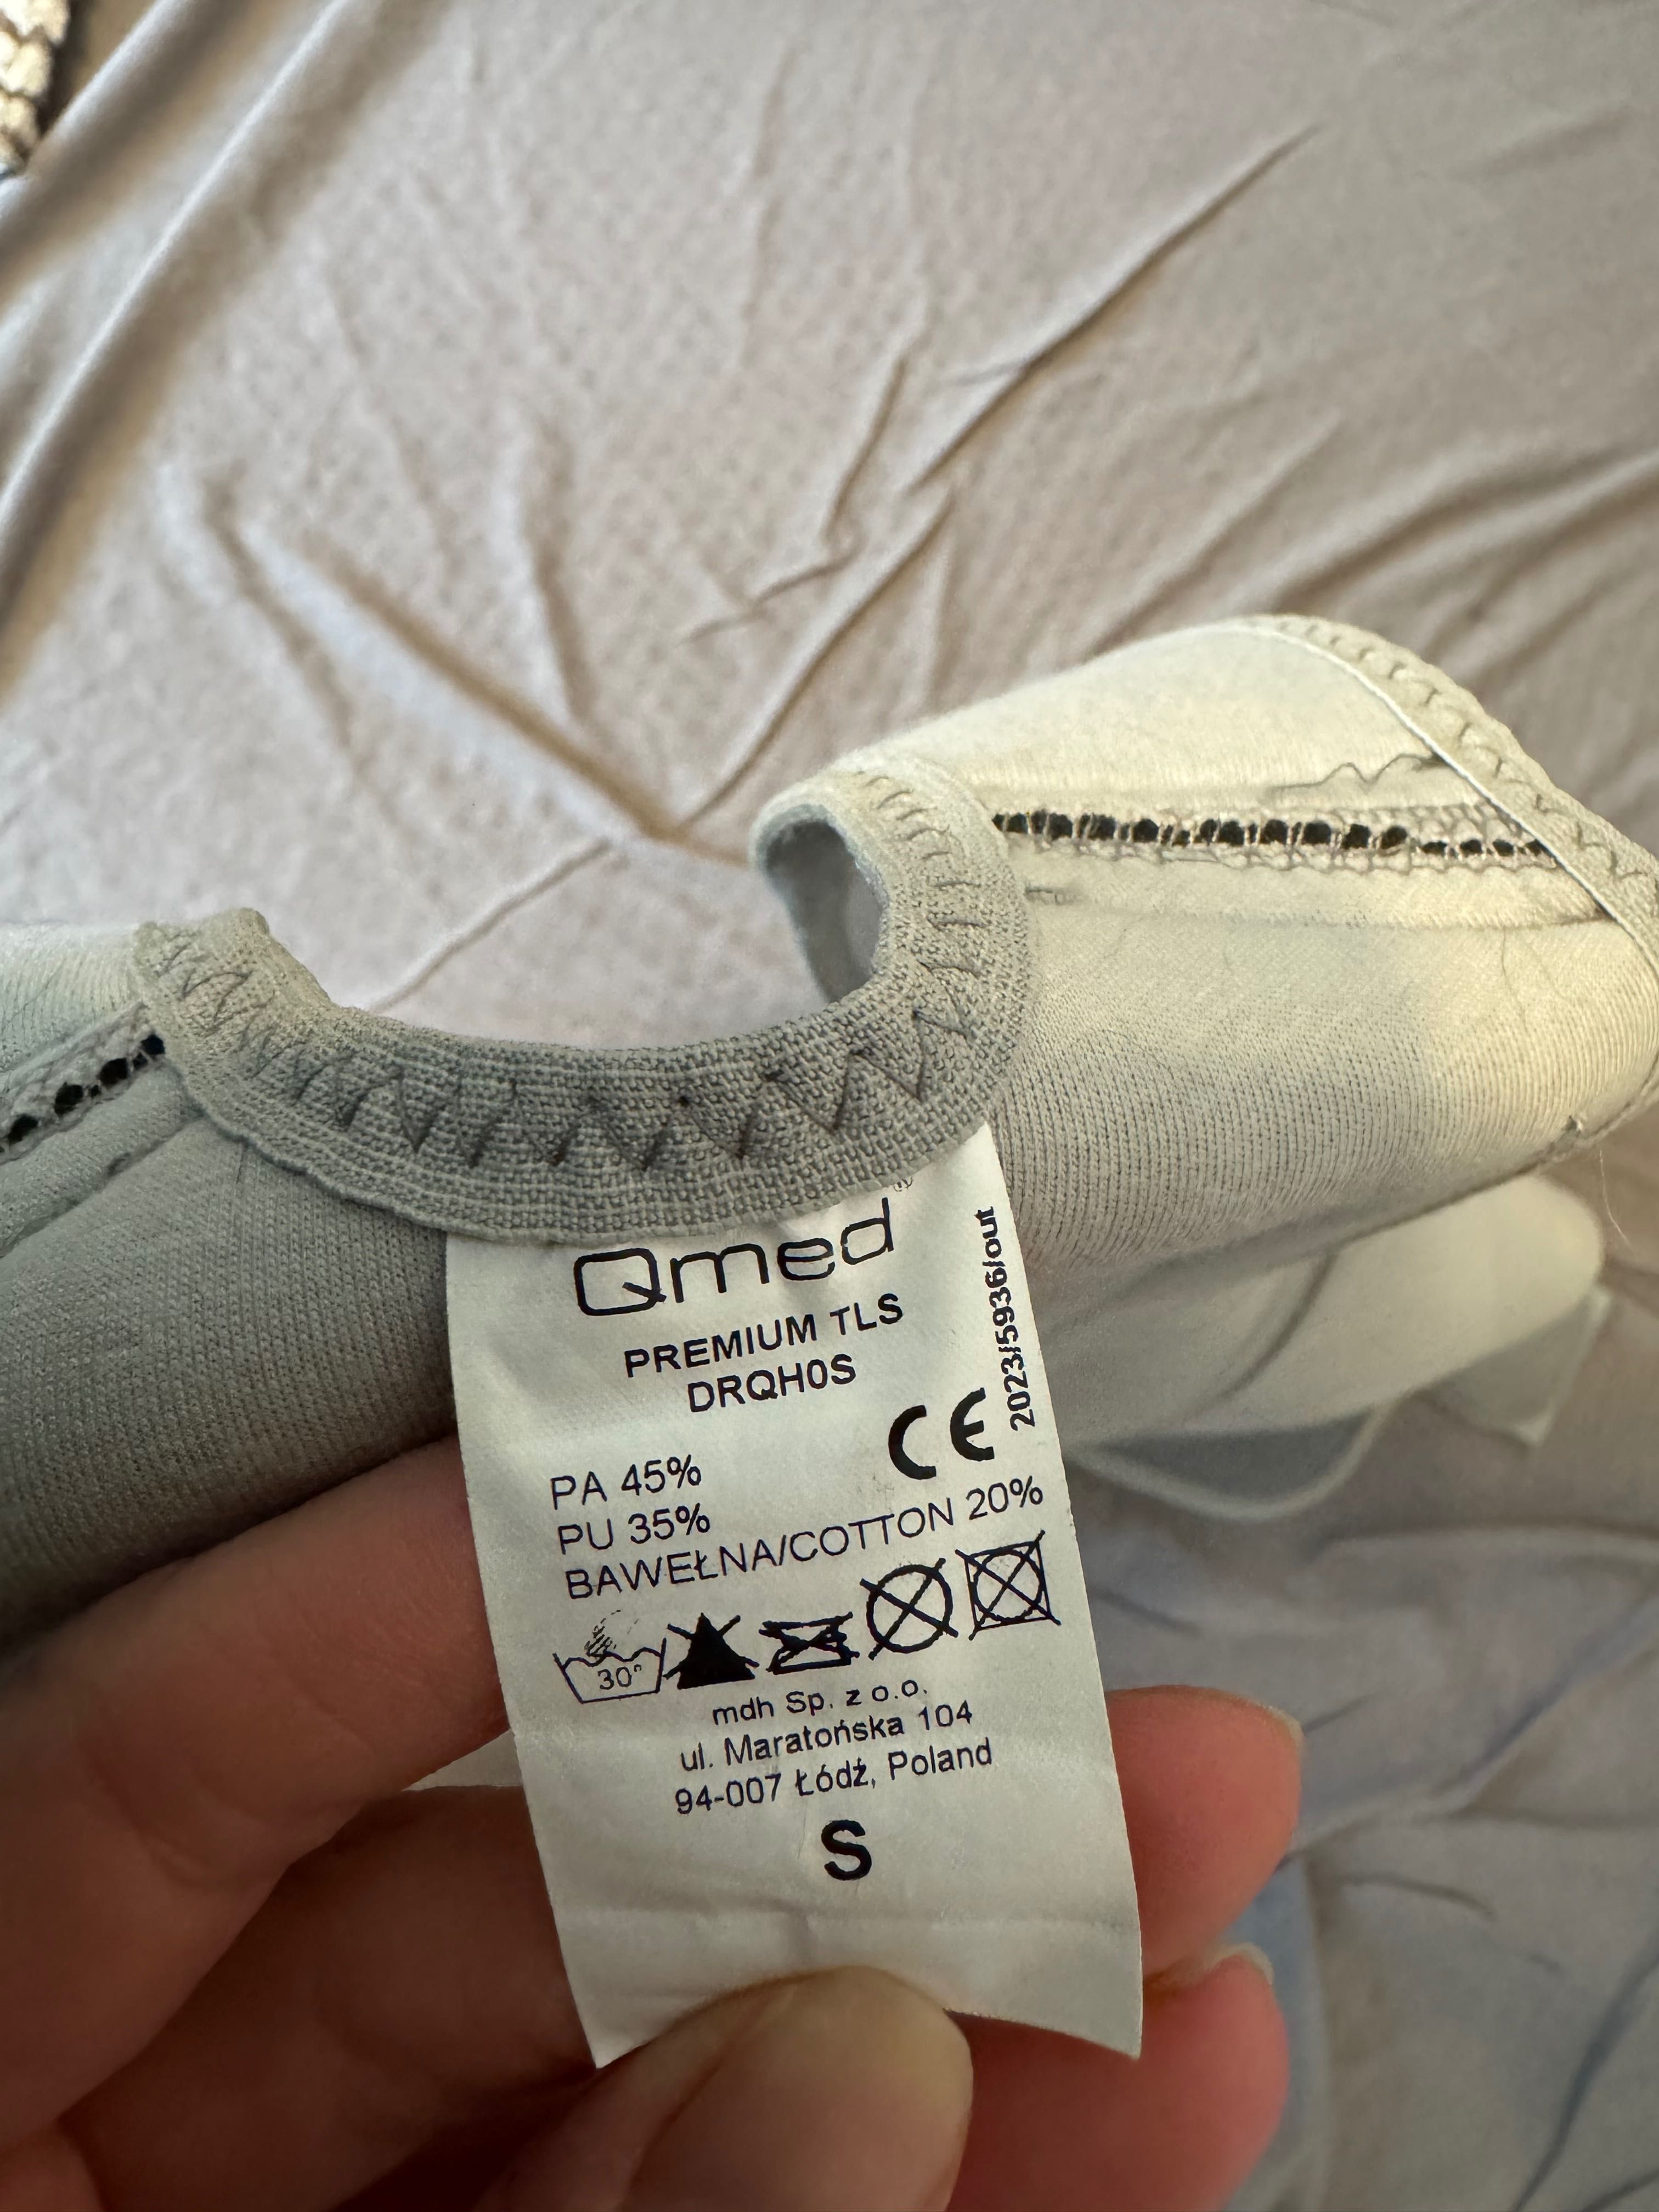 Qmed®
PREMIUM TLS
DRQH0S
2023/5936/out
CE
PA 45%
PU 35%
BAWEŁNA/COTTON 20%
30°
mdh Sp. z o.o.
ul. Maratońska 104
94-007 Łódź, Poland
S